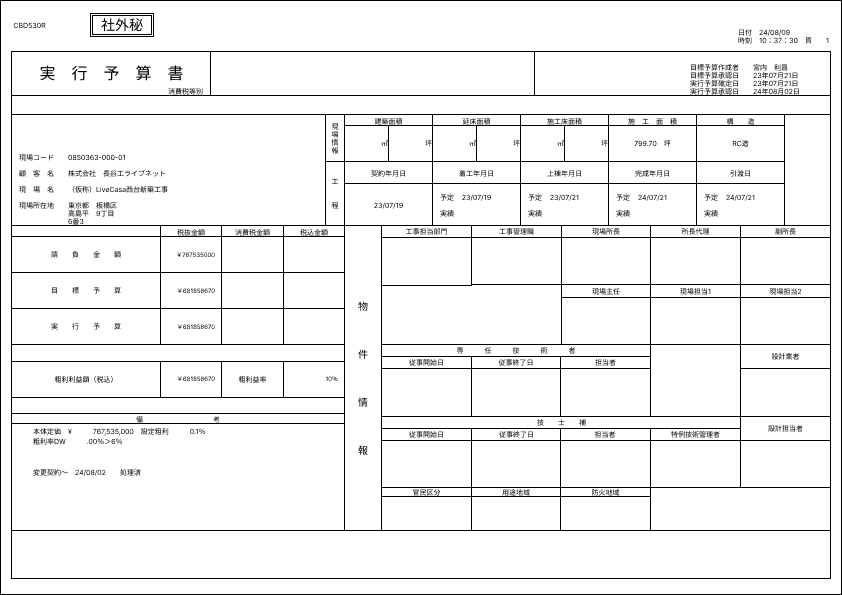 CBD530R
社外秘
日付 24/08/09
時刻 10：37：30 頁 1
実行予算書
消費税等別
目標予算作成者 宮内 利昌
目標予算承認日 23年07月21日
実行予算確定日 23年07月21日
実行予算承認日 24年08月02日
現場コード 0850363-000-01
顧客名 株式会社 長谷エライブネット
現場名 （仮称）LiveCasa西台新築工事
現場所在地 東京都 板橋区
高島平 9丁目
6番3
現場情報
建築面積 延床面積 施工床面積 施工面積 構造
㎡ 坪 ㎡ 坪 ㎡ 坪 799.70 坪 RC造
工程
契約年月日 着工年月日 上棟年月日 完成年月日 引渡日
23/07/19
予定 23/07/19 予定 23/07/21 予定 24/07/21 予定 24/07/21
実績 実績 実績 実績
税抜金額 消費税金額 税込金額
請負金額 ￥767535000
目標予算 ￥681858670
実行予算 ￥681858670
粗利利益額（税込） ￥681858670 粗利益率 10%
備考
本体定価 ￥ 767,535,000 設定粗利 0.1%
粗利率DW .00%＞6%
変更契約〜 24/08/02 処理済
物件情報
工事担当部門 工事管理職 現場所長 所長代理 副所長
現場主任 現場担当1 現場担当2
専任技術者
従事開始日 従事終了日 担当者
設計業者
技士補
従事開始日 従事終了日 担当者 特例技術管理者
設計担当者
官民区分 用途地域 防火地域